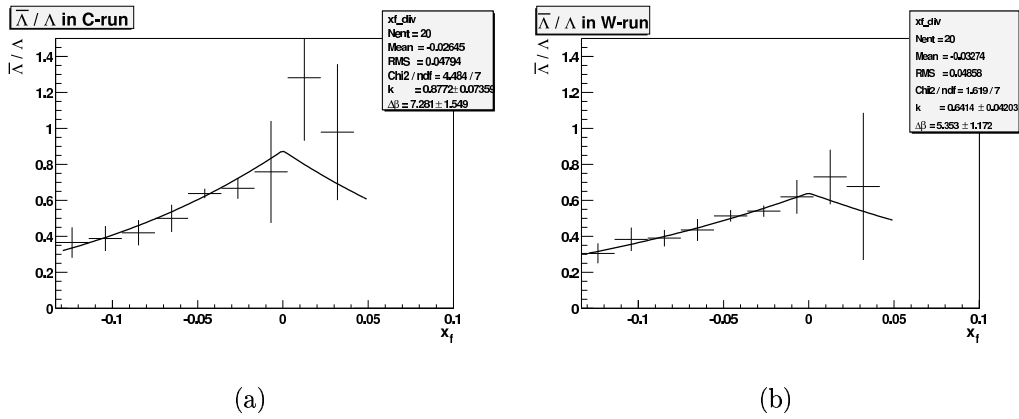 Λ̅ / Λ in C-run
Λ̅ / Λ
1.4
1.2
1
0.8
0.6
0.4
0.2
0
-0.1
-0.05
0
0.05
0.1
x_f
xf_div
Nent = 20
Mean = -0.02645
RMS = 0.04794
Chi2 / ndf = 4.484 / 7
k = 0.8772 ± 0.07359
Δβ = 7.281 ± 1.549
(a)
Λ̅ / Λ in W-run
Λ̅ / Λ
1.4
1.2
1
0.8
0.6
0.4
0.2
0
-0.1
-0.05
0
0.05
0.1
x_f
xf_div
Nent = 20
Mean = -0.03274
RMS = 0.04858
Chi2 / ndf = 1.619 / 7
k = 0.6414 ± 0.04203
Δβ = 5.353 ± 1.172
(b)